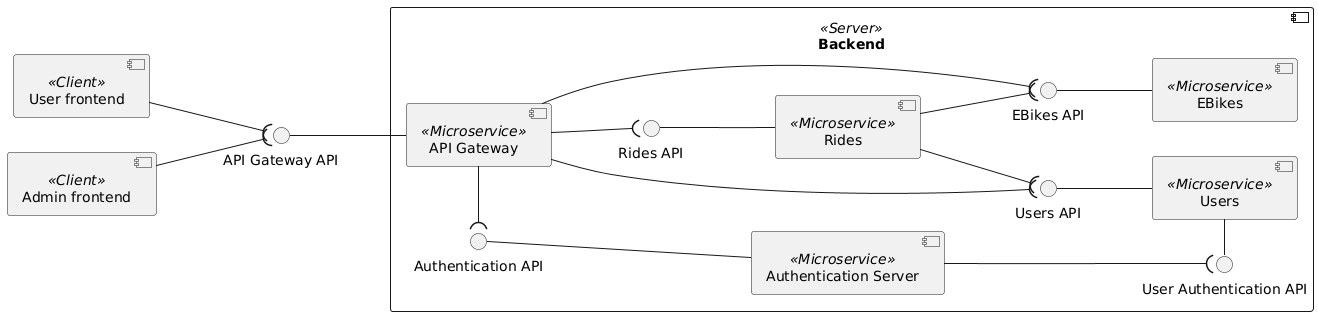 «Server»
Backend
«Client»
User frontend
«Client»
Admin frontend
API Gateway API
«Microservice»
API Gateway
Rides API
«Microservice»
Rides
EBikes API
«Microservice»
EBikes
Users API
«Microservice»
Users
Authentication API
«Microservice»
Authentication Server
User Authentication API